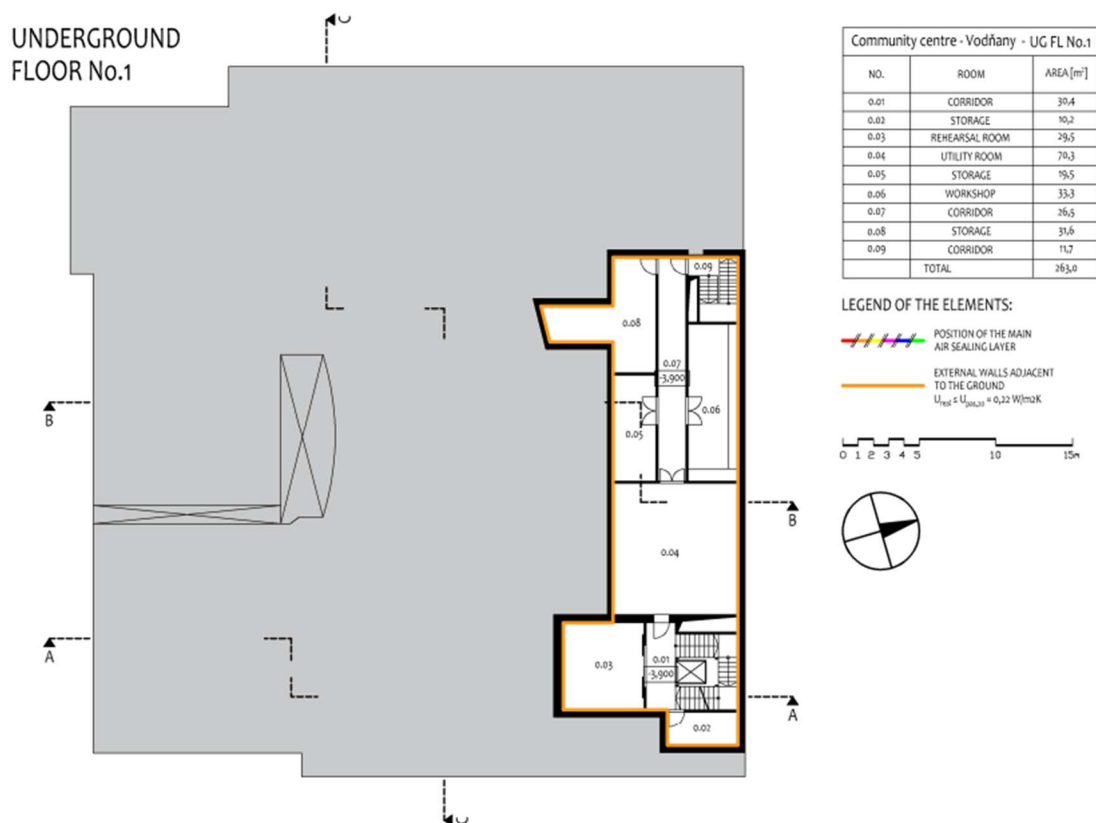 UNDERGROUND
FLOOR No.1
C
Community centre - Vodňany - UG FL No.1
NO. ROOM AREA [m²]
0.01 CORRIDOR 30,4
0.02 STORAGE 10,2
0.03 REHEARSAL ROOM 29,5
0.04 UTILITY ROOM 70,3
0.05 STORAGE 19,5
0.06 WORKSHOP 33,3
0.07 CORRIDOR 26,5
0.08 STORAGE 31,6
0.09 CORRIDOR 11,7
TOTAL 263,0
LEGEND OF THE ELEMENTS:
POSITION OF THE MAIN
AIR SEALING LAYER
EXTERNAL WALLS ADJACENT
TO THE GROUND
= 0,22 W/m2K
0 1 2 3 4 5 10 15m
0.09
0.08
0.07
-3,900
0.06
0.05
B
B
0.04
A
0.03
0.01
-3,900
A
0.02
C